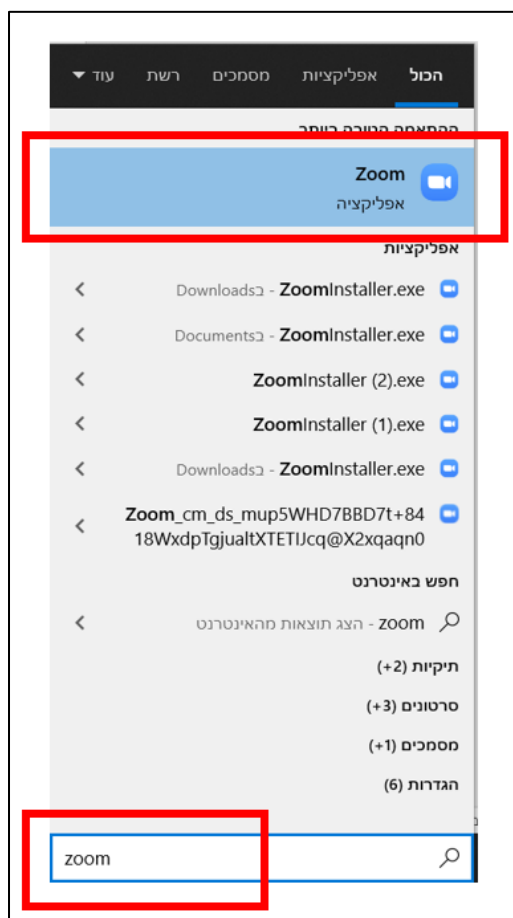 הכול אפליקציות מסמכים רשת עוד
ההתאמה הטובה ביותר
Zoom
אפליקציה
אפליקציות
ZoomInstaller.exe - בDownloads
ZoomInstaller.exe - בDocuments
ZoomInstaller (2).exe
ZoomInstaller (1).exe
ZoomInstaller.exe - בDownloads
Zoom_cm_ds_mup5WHD7BBD7t+84
18WxdpTgjualtXTETIJcq@X2xqaqn0
חפש באינטרנט
zoom - הצג תוצאות מהאינטרנט
תיקיות (2+)
סרטונים (3+)
מסמכים (1+)
הגדרות (6)
zoom